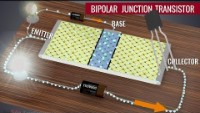 BIPOLAR JUNCTION TRANSISTOR
BASE
EMITTER
COLLECTOR